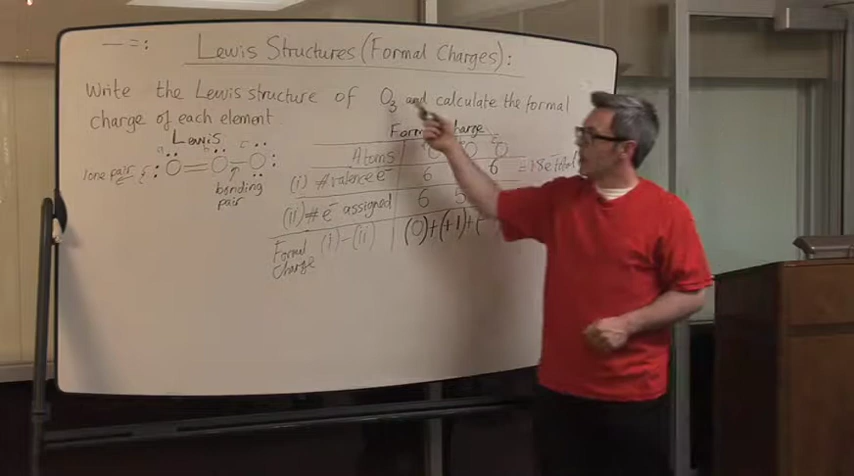 — = :
Lewis Structures (Formal Charges):
Write the Lewis structure of O3 and calculate the formal
charge of each element
Lewis
a b c
:O=O-O:
lone pair e-s
bonding
pair
Charge
Atoms O O O
(i) # valence e- 6 6 = 18e total
(ii) # e- assigned 6 5
Formal (i)-(ii) (0)+(+1)+(-
Charge